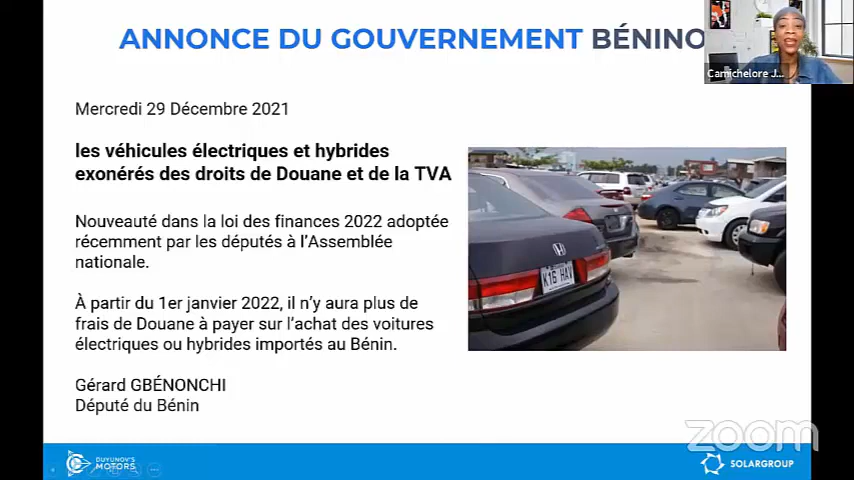 ANNONCE DU GOUVERNEMENT BÉNINO
Camichelore J...
Mercredi 29 Décembre 2021
les véhicules électriques et hybrides
exonérés des droits de Douane et de la TVA
Nouveauté dans la loi des finances 2022 adoptée
récemment par les députés à l'Assemblée
nationale.
À partir du 1er janvier 2022, il n'y aura plus de
frais de Douane à payer sur l'achat des voitures
électriques ou hybrides importés au Bénin.
Gérard GBÉNONCHI
Député du Bénin
K16 HAV
zoom
DUYUNOV'S
MOTORS
SOLARGROUP